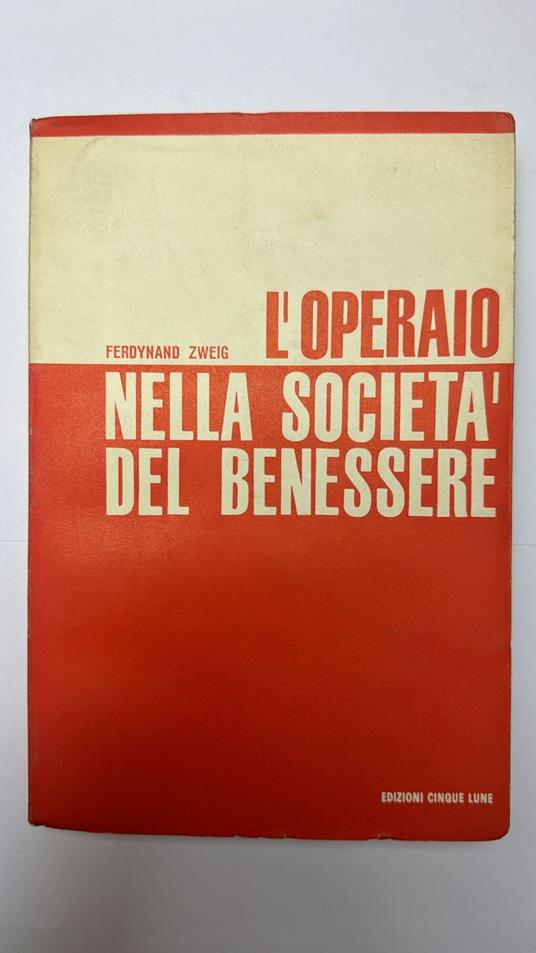 FERDYNAND ZWEIG L'OPERAIO
NELLA SOCIETA'
DEL BENESSERE
EDIZIONI CINQUE LUNE